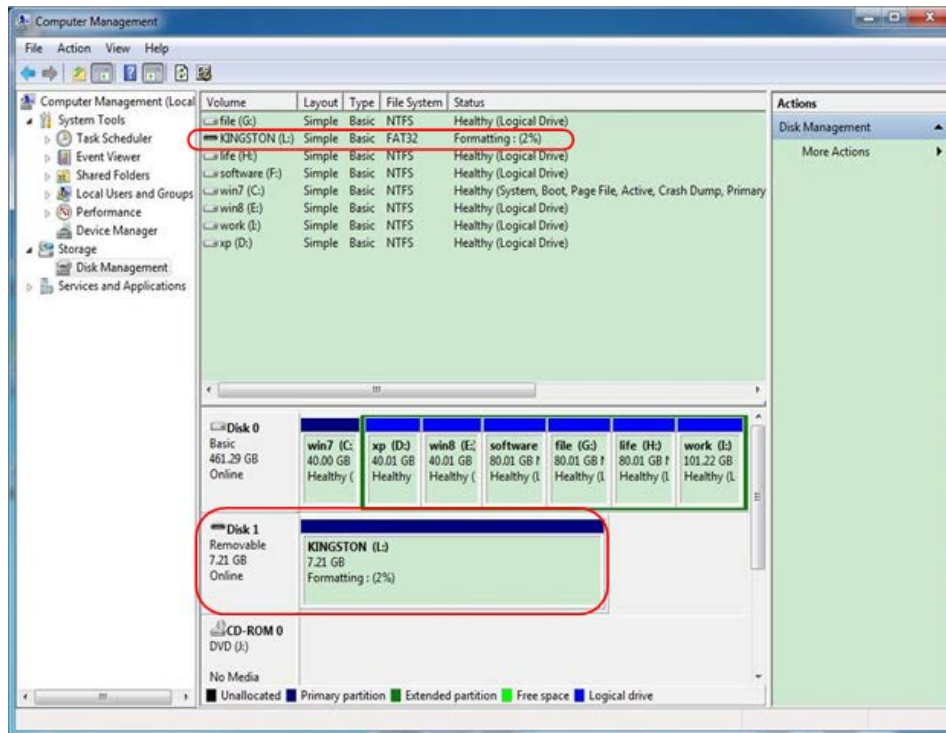 Computer Management
File Action View Help
Computer Management (Local
System Tools
Task Scheduler
Event Viewer
Shared Folders
Local Users and Groups
Performance
Device Manager
Storage
Disk Management
Services and Applications
Volume Layout Type File System Status
file (G:) Simple Basic NTFS Healthy (Logical Drive)
KINGSTON (L:) Simple Basic FAT32 Formatting : (2%)
life (H:) Simple Basic NTFS Healthy (Logical Drive)
software (F:) Simple Basic NTFS Healthy (Logical Drive)
win7 (C:) Simple Basic NTFS Healthy (System, Boot, Page File, Active, Crash Dump, Primary
win8 (E:) Simple Basic NTFS Healthy (Logical Drive)
work (I:) Simple Basic NTFS Healthy (Logical Drive)
xp (D:) Simple Basic NTFS Healthy (Logical Drive)
Actions
Disk Management
More Actions
Disk 0
Basic
461.29 GB
Online
win7 (C: xp (D:) win8 (E: software file (G:) life (H:) work (I:)
40.00 GB 40.01 GB 40.01 GB 80.01 GB N 80.01 GB N 80.01 GB N 101.22 GB
Healthy ( Healthy Healthy ( Healthy (L Healthy (L Healthy (L Healthy (L
Disk 1
Removable
7.21 GB
Online
KINGSTON (L:)
7.21 GB
Formatting : (2%)
CD-ROM 0
DVD (J:)
No Media
Unallocated Primary partition Extended partition Free space Logical drive